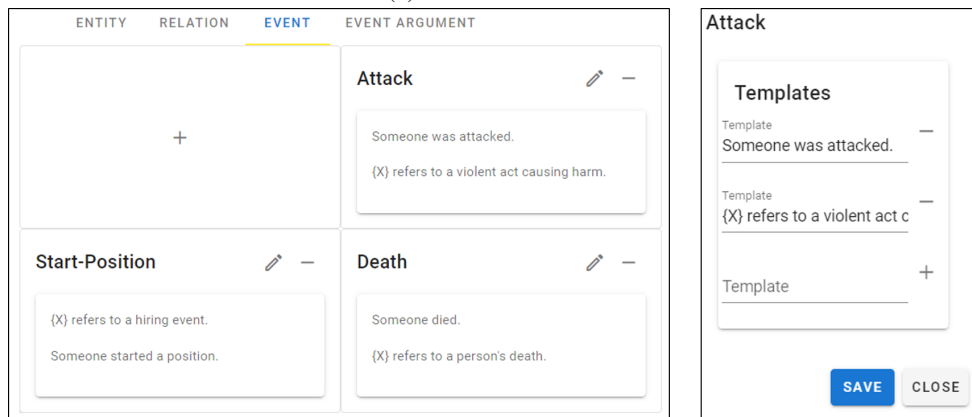 ENTITY RELATION EVENT EVENT ARGUMENT
+
Attack
Someone was attacked.
{X} refers to a violent act causing harm.
Start-Position
{X} refers to a hiring event.
Someone started a position.
Death
Someone died.
{X} refers to a person's death.
Attack
Templates
Template
Someone was attacked.
Template
{X} refers to a violent act c
Template
SAVE CLOSE